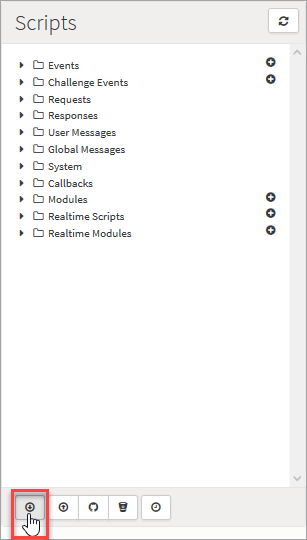 Scripts
Events
Challenge Events
Requests
Responses
User Messages
Global Messages
System
Callbacks
Modules
Realtime Scripts
Realtime Modules